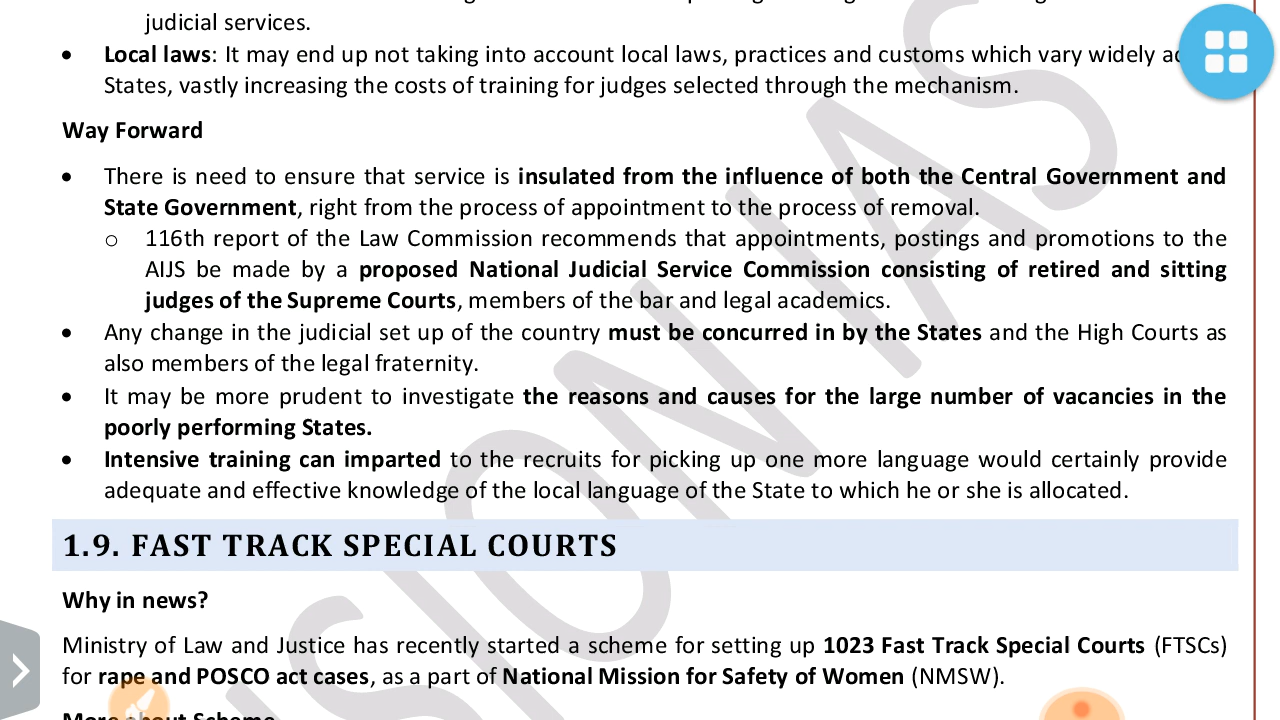 judicial services.
• Local laws: It may end up not taking into account local laws, practices and customs which vary widely
States, vastly increasing the costs of training for judges selected through the mechanism.
Way Forward
• There is need to ensure that service is insulated from the influence of both the Central Government and
State Government, right from the process of appointment to the process of removal.
o 116th report of the Law Commission recommends that appointments, postings and promotions to the
AIJS be made by a proposed National Judicial Service Commission consisting of retired and sitting
judges of the Supreme Courts, members of the bar and legal academics.
• Any change in the judicial set up of the country must be concurred in by the States and the High Courts as
also members of the legal fraternity.
• It may be more prudent to investigate the reasons and causes for the large number of vacancies in the
poorly performing States.
• Intensive training can imparted to the recruits for picking up one more language would certainly provide
adequate and effective knowledge of the local language of the State to which he or she is allocated.
1.9. FAST TRACK SPECIAL COURTS
Why in news?
Ministry of Law and Justice has recently started a scheme for setting up 1023 Fast Track Special Courts (FTSCs)
for rape and POSCO act cases, as a part of National Mission for Safety of Women (NMSW).
More about Scheme